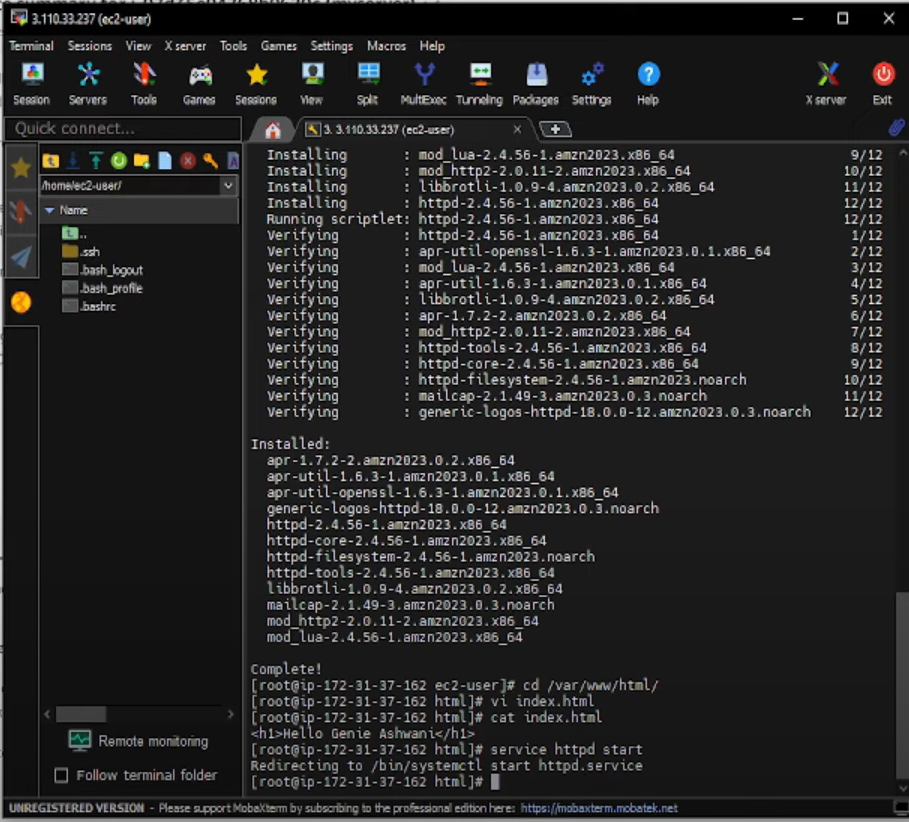 3.110.33.237 (ec2-user)
Terminal Sessions View X server Tools Games Settings Macros Help
Session Servers Tools Games Sessions View Split MultiExec Tunneling Packages Settings Help X server Exit
Quick connect...
3. 3.110.33.237 (ec2-user)
/home/ec2-user/
Name
..
.ssh
.bash_logout
.bash_profile
.bashrc
Installing : mod_lua-2.4.56-1.amzn2023.x86_64 9/12
Installing : mod_http2-2.0.11-2.amzn2023.x86_64 10/12
Installing : libbrotli-1.0.9-4.amzn2023.0.2.x86_64 11/12
Installing : httpd-2.4.56-1.amzn2023.x86_64 12/12
Running scriptlet: httpd-2.4.56-1.amzn2023.x86_64 12/12
Verifying : httpd-2.4.56-1.amzn2023.x86_64 1/12
Verifying : apr-util-openssl-1.6.3-1.amzn2023.0.1.x86_64 2/12
Verifying : mod_lua-2.4.56-1.amzn2023.x86_64 3/12
Verifying : apr-util-1.6.3-1.amzn2023.0.1.x86_64 4/12
Verifying : libbrotli-1.0.9-4.amzn2023.0.2.x86_64 5/12
Verifying : apr-1.7.2-2.amzn2023.0.2.x86_64 6/12
Verifying : mod_http2-2.0.11-2.amzn2023.x86_64 7/12
Verifying : httpd-tools-2.4.56-1.amzn2023.x86_64 8/12
Verifying : httpd-core-2.4.56-1.amzn2023.x86_64 9/12
Verifying : httpd-filesystem-2.4.56-1.amzn2023.noarch 10/12
Verifying : mailcap-2.1.49-3.amzn2023.0.3.noarch 11/12
Verifying : generic-logos-httpd-18.0.0-12.amzn2023.0.3.noarch 12/12
Installed:
apr-1.7.2-2.amzn2023.0.2.x86_64
apr-util-1.6.3-1.amzn2023.0.1.x86_64
apr-util-openssl-1.6.3-1.amzn2023.0.1.x86_64
generic-logos-httpd-18.0.0-12.amzn2023.0.3.noarch
httpd-2.4.56-1.amzn2023.x86_64
httpd-core-2.4.56-1.amzn2023.x86_64
httpd-filesystem-2.4.56-1.amzn2023.noarch
httpd-tools-2.4.56-1.amzn2023.x86_64
libbrotli-1.0.9-4.amzn2023.0.2.x86_64
mailcap-2.1.49-3.amzn2023.0.3.noarch
mod_http2-2.0.11-2.amzn2023.x86_64
mod_lua-2.4.56-1.amzn2023.x86_64
Complete!
[root@ip-172-31-37-162 ec2-user]# cd /var/www/html/
[root@ip-172-31-37-162 html]# vi index.html
[root@ip-172-31-37-162 html]# cat index.html
<h1>Hello Genie Ashwani</h1>
[root@ip-172-31-37-162 html]# service httpd start
Redirecting to /bin/systemctl start httpd.service
[root@ip-172-31-37-162 html]#
Remote monitoring
Follow terminal folder
UNREGISTERED VERSION - Please support MobaXterm by subscribing to the professional edition here: https://mobaxterm.mobatek.net